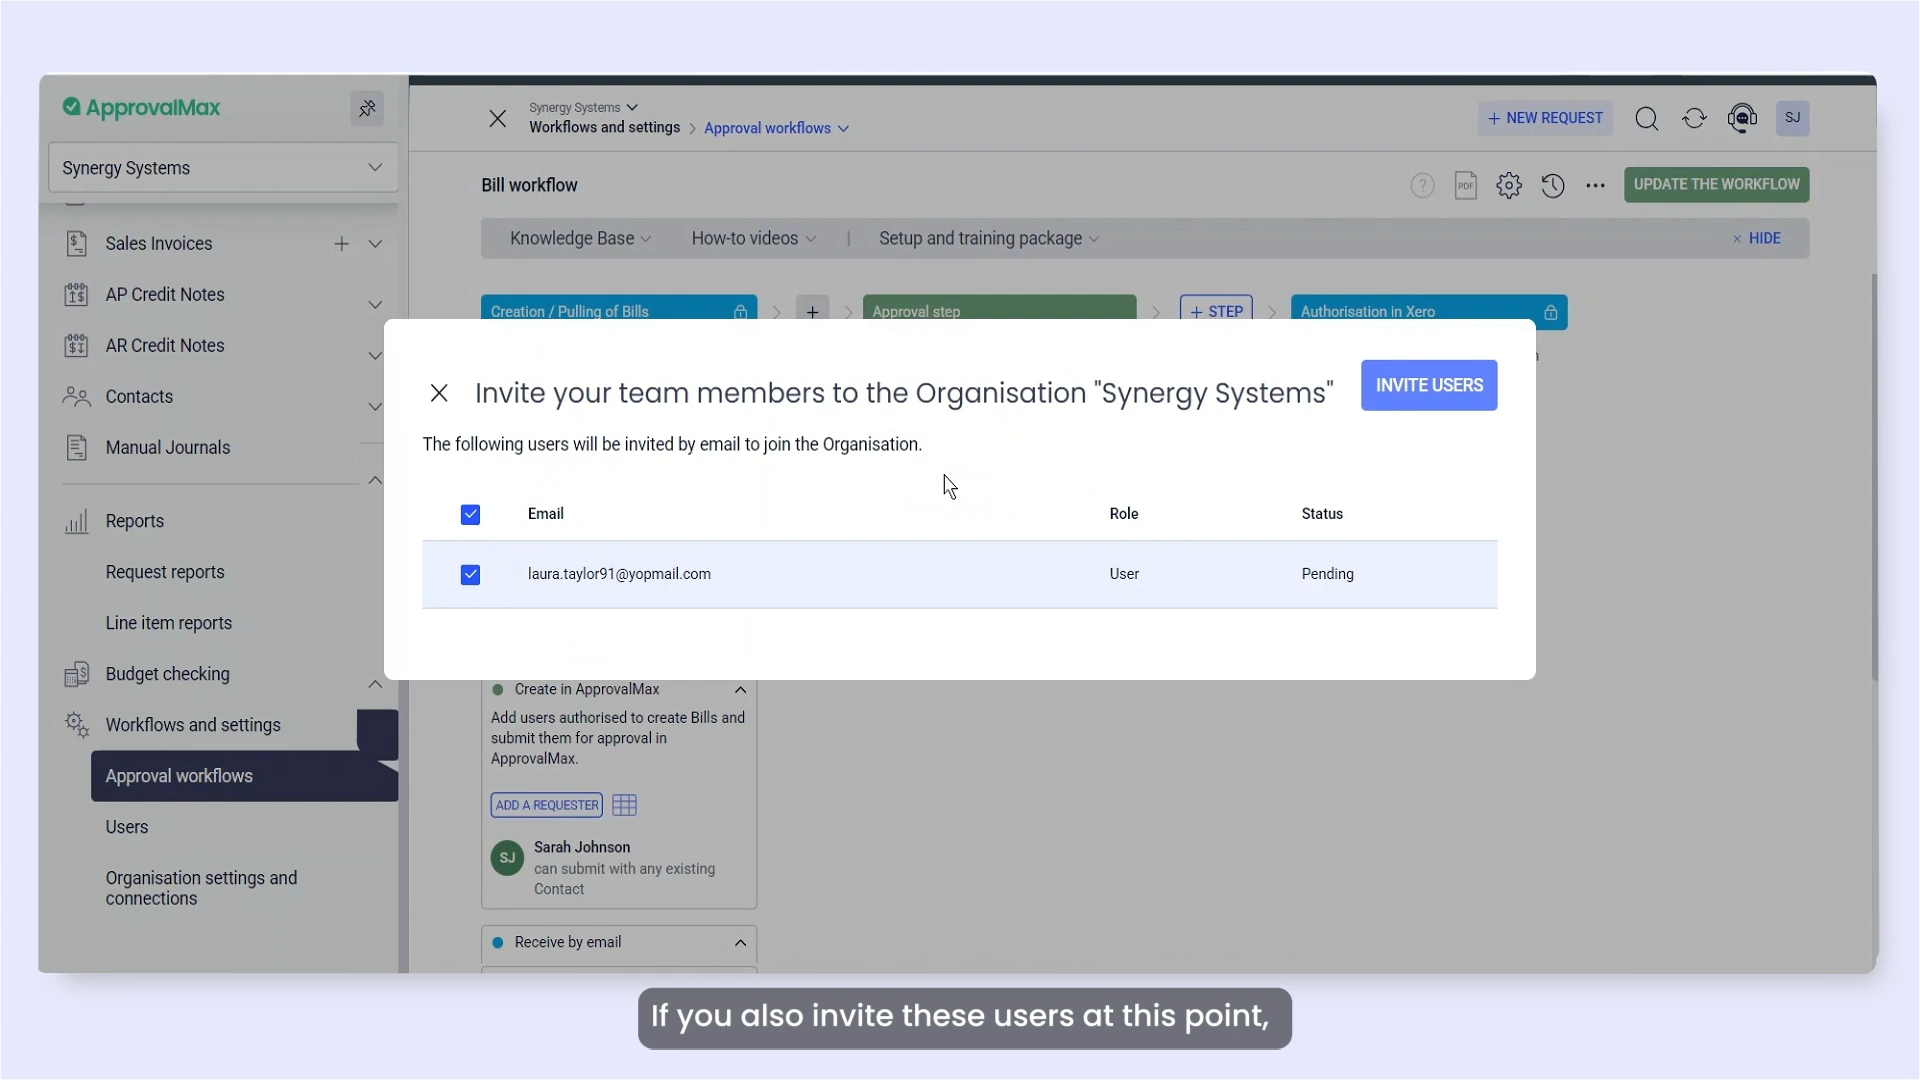 ApprovalMax
Synergy Systems
Sales Invoices
AP Credit Notes
AR Credit Notes
Contacts
Manual Journals
Reports
Request reports
Line item reports
Budget checking
Workflows and settings
Approval workflows
Users
Organisation settings and
connections
Synergy Systems
Workflows and settings
Approval workflows
+ NEW REQUEST
SJ
Bill workflow
PDF
UPDATE THE WORKFLOW
Knowledge Base
How-to videos
Setup and training package
× HIDE
Creation / Pulling of Bills
+
Approval step
+ STEP
Authorisation in Xero
Invite your team members to the Organisation "Synergy Systems"
INVITE USERS
The following users will be invited by email to join the Organisation.
Email
Role
Status
laura.taylor91@yopmail.com
User
Pending
Create in ApprovalMax
Add users authorised to create Bills and
submit them for approval in
ApprovalMax.
ADD A REQUESTER
SJ
Sarah Johnson
can submit with any existing
Contact
Receive by email
If you also invite these users at this point,